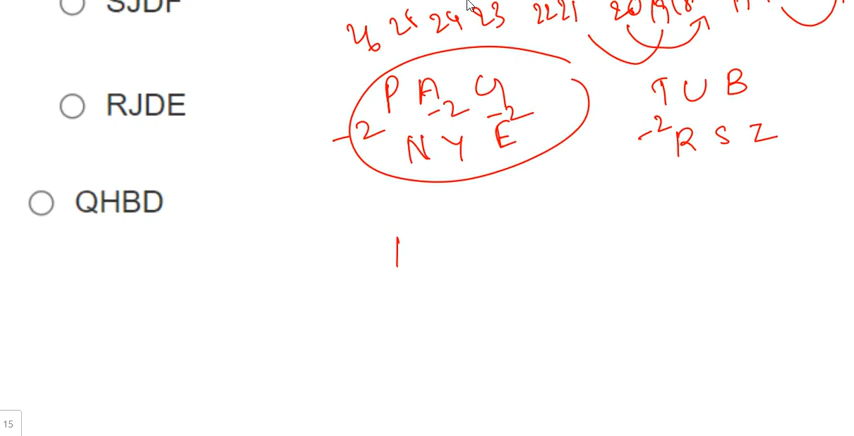 SJDF
26 25 24 23 22 21 20 19 18
RJDE
P A G
-2 -2 -2
N Y E
T U B
-2
R S Z
QHBD
15